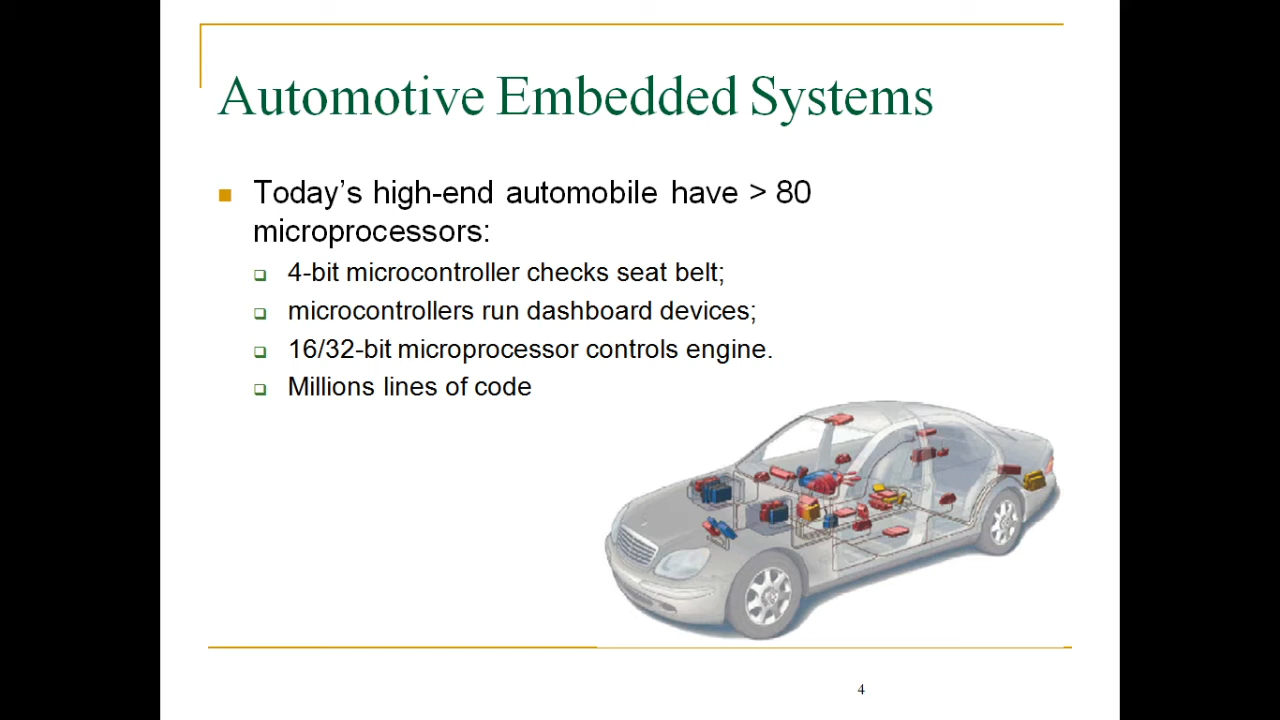 Automotive Embedded Systems
Today’s high-end automobile have > 80
microprocessors:
4-bit microcontroller checks seat belt;
microcontrollers run dashboard devices;
16/32-bit microprocessor controls engine.
Millions lines of code
4